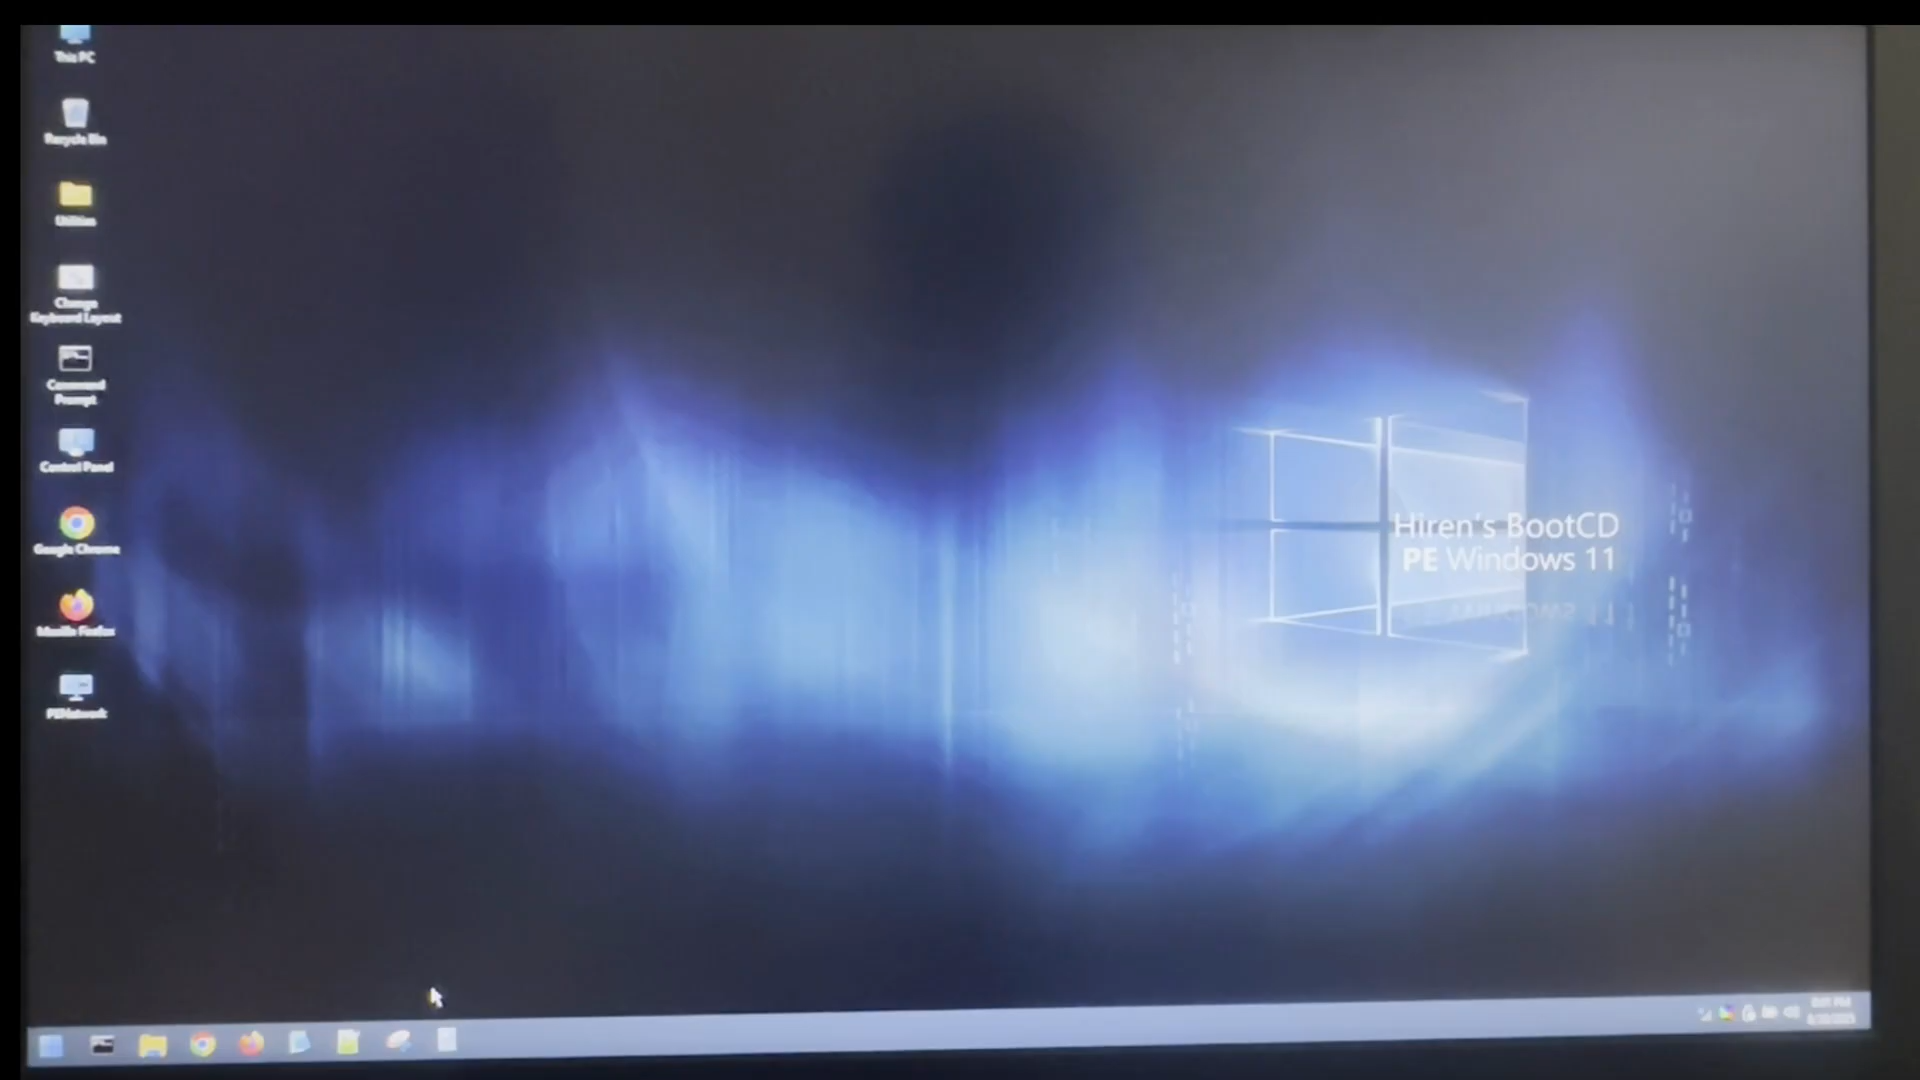 This PC
Recycle Bin
Utilities
Change
Keyboard Layout
Command
Prompt
Control Panel
Google Chrome
Mozilla Firefox
PENetwork
Hiren's BootCD
PE Windows 11